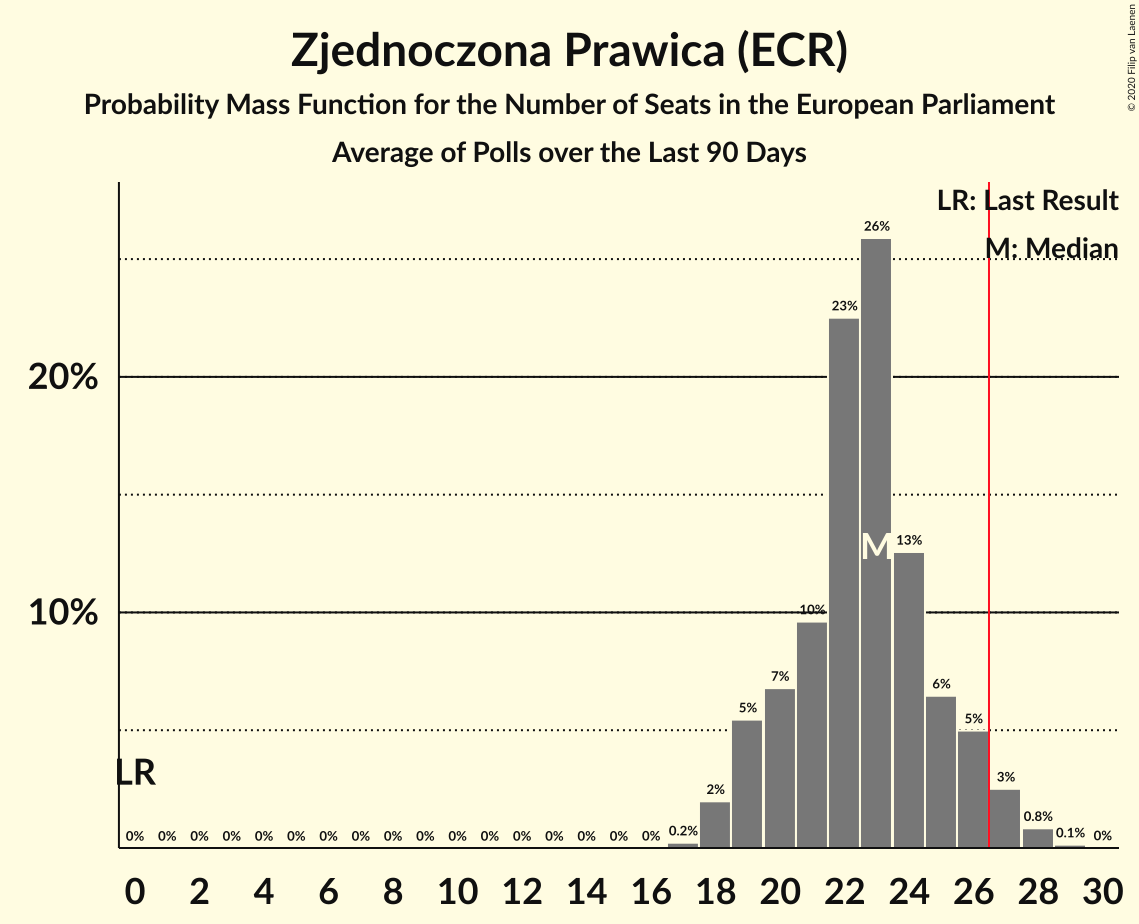 Zjednoczona Prawica (ECR)
Probability Mass Function for the Number of Seats in the European Parliament
Average of Polls over the Last 90 Days
© 2020 Filip van Laenen
LR: Last Result
M: Median
26%
23%
20%
M
13%
10%
10%
7%
6%
5%
5%
LR
3%
2%
0.8%
0.2%
0.1%
0% 0% 0% 0% 0% 0% 0% 0% 0% 0% 0% 0% 0% 0% 0% 0% 0% 0%
0 2 4 6 8 10 12 14 16 18 20 22 24 26 28 30